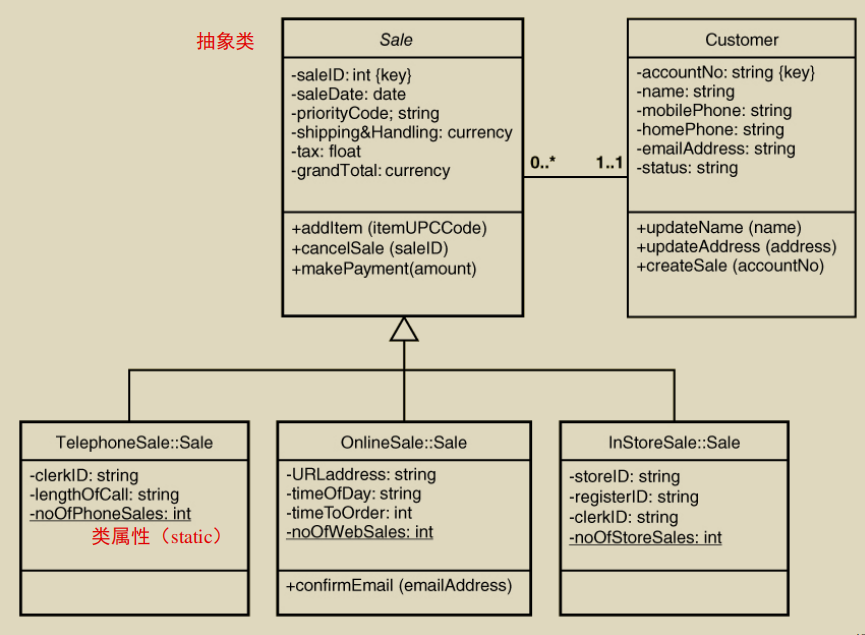 抽象类
Sale
-saleID: int {key}
-saleDate: date
-priorityCode; string
-shipping&Handling: currency
-tax: float
-grandTotal: currency
+addItem (itemUPCCode)
+cancelSale (saleID)
+makePayment(amount)
0..*
1..1
Customer
-accountNo: string {key}
-name: string
-mobilePhone: string
-homePhone: string
-emailAddress: string
-status: string
+updateName (name)
+updateAddress (address)
+createSale (accountNo)
TelephoneSale::Sale
-clerkID: string
-lengthOfCall: string
-noOfPhoneSales: int
类属性（static）
OnlineSale::Sale
-URLaddress: string
-timeOfDay: string
-timeToOrder: int
-noOfWebSales: int
+confirmEmail (emailAddress)
InStoreSale::Sale
-storeID: string
-registerID: string
-clerkID: string
-noOfStoreSales: int